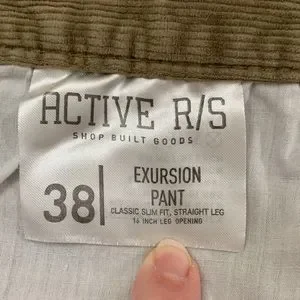 ACTIVE R/S
SHOP BUILT GOODS
38
EXURSION
PANT
CLASSIC SLIM FIT, STRAIGHT LEG
16 INCH LEG OPENING